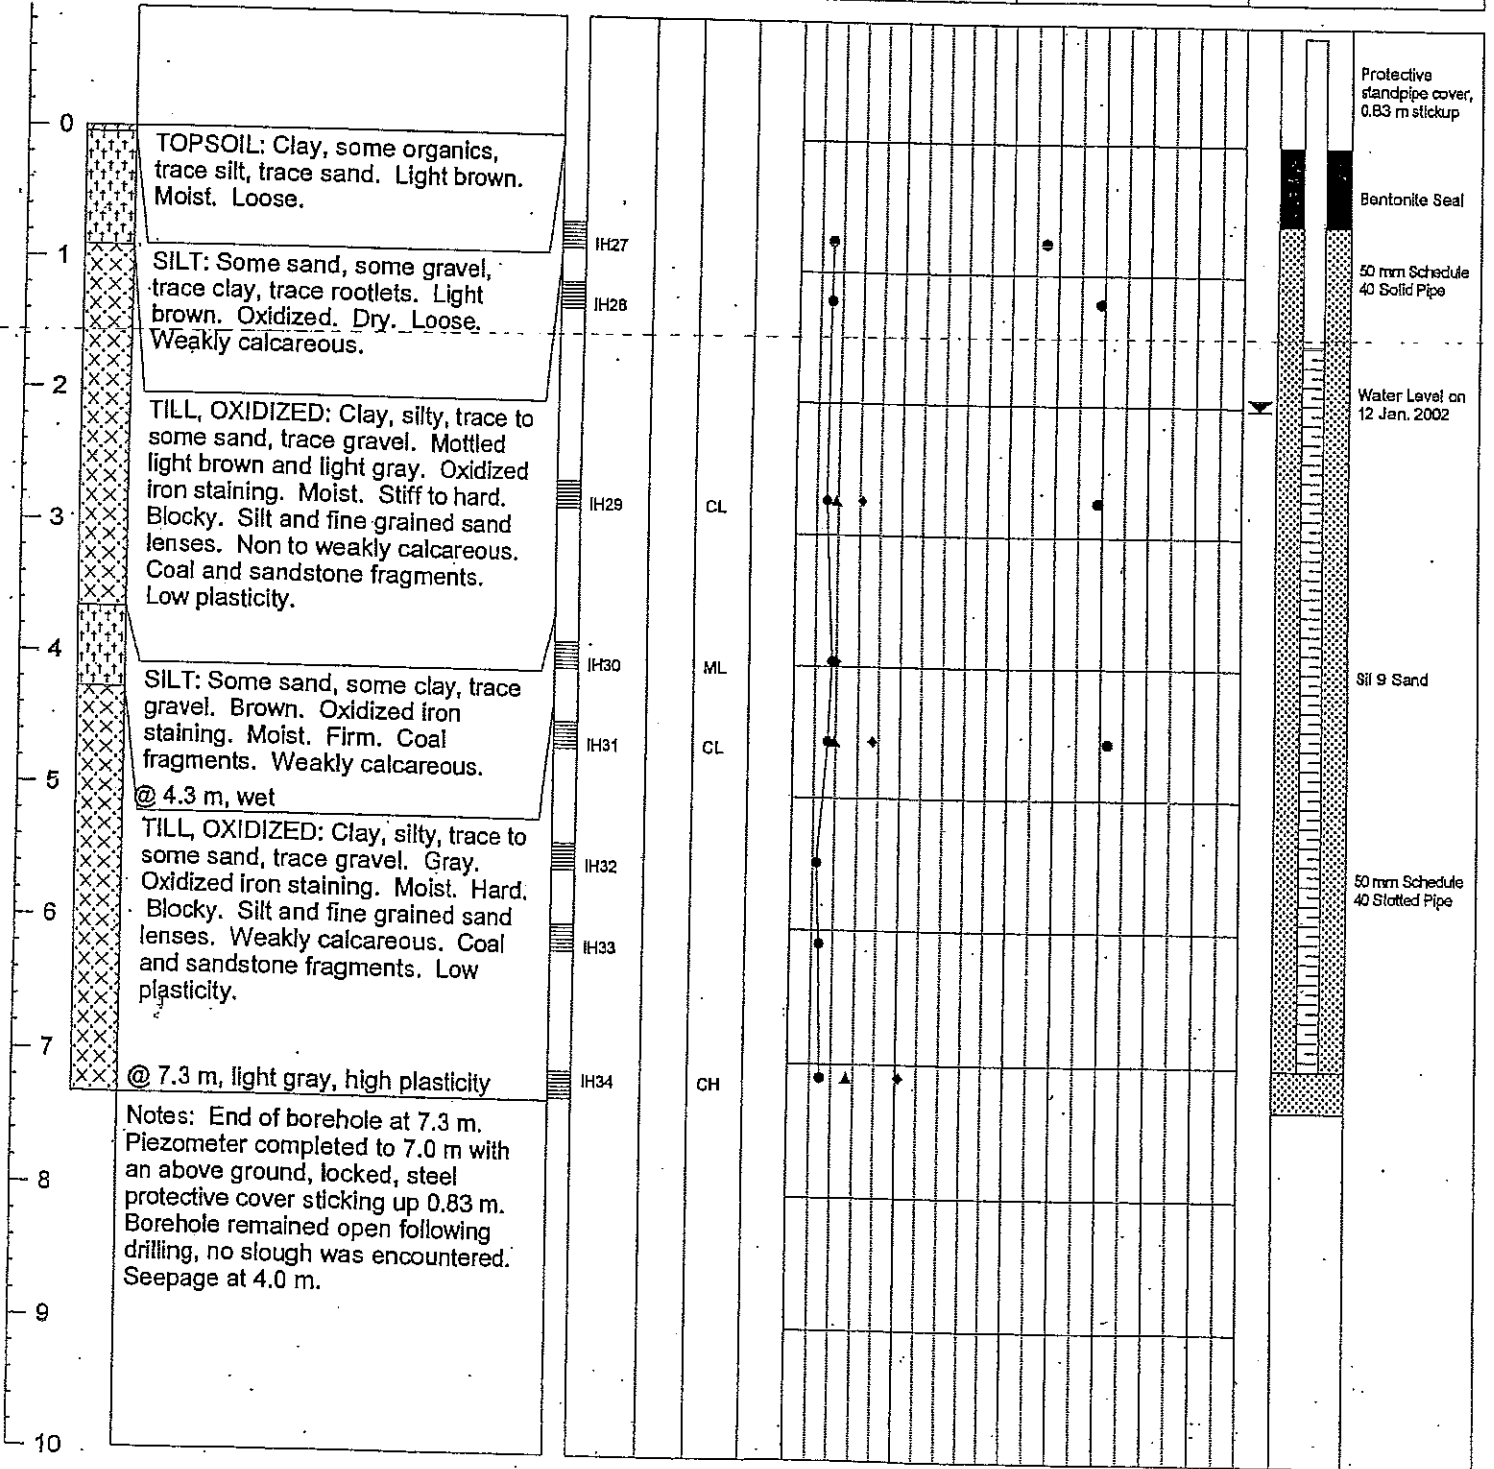 0
1
2
3
4
5
6
7
8
9
10
TOPSOIL: Clay, some organics,
trace silt, trace sand. Light brown.
Moist. Loose.
SILT: Some sand, some gravel,
trace clay, trace rootlets. Light
brown. Oxidized. Dry. Loose.
Weakly calcareous.
TILL, OXIDIZED: Clay, silty, trace to
some sand, trace gravel. Mottled
light brown and light gray. Oxidized
iron staining. Moist. Stiff to hard.
Blocky. Silt and fine grained sand
lenses. Non to weakly calcareous.
Coal and sandstone fragments.
Low plasticity.
SILT: Some sand, some clay, trace
gravel. Brown. Oxidized iron
staining. Moist. Firm. Coal
fragments. Weakly calcareous.
@ 4.3 m, wet
TILL, OXIDIZED: Clay, silty, trace to
some sand, trace gravel. Gray.
Oxidized iron staining. Moist. Hard.
Blocky. Silt and fine grained sand
lenses. Weakly calcareous. Coal
and sandstone fragments. Low
plasticity.
@ 7.3 m, light gray, high plasticity
Notes: End of borehole at 7.3 m.
Piezometer completed to 7.0 m with
an above ground, locked, steel
protective cover sticking up 0.83 m.
Borehole remained open following
drilling, no slough was encountered.
Seepage at 4.0 m.
IH27
IH28
IH29
IH30
IH31
IH32
IH33
IH34
CL
ML
CL
CH
Protective
standpipe cover,
0.83 m stickup
Bentonite Seal
50 mm Schedule
40 Solid Pipe
Water Level on
12 Jan. 2002
Sil 9 Sand
50 mm Schedule
40 Slotted Pipe